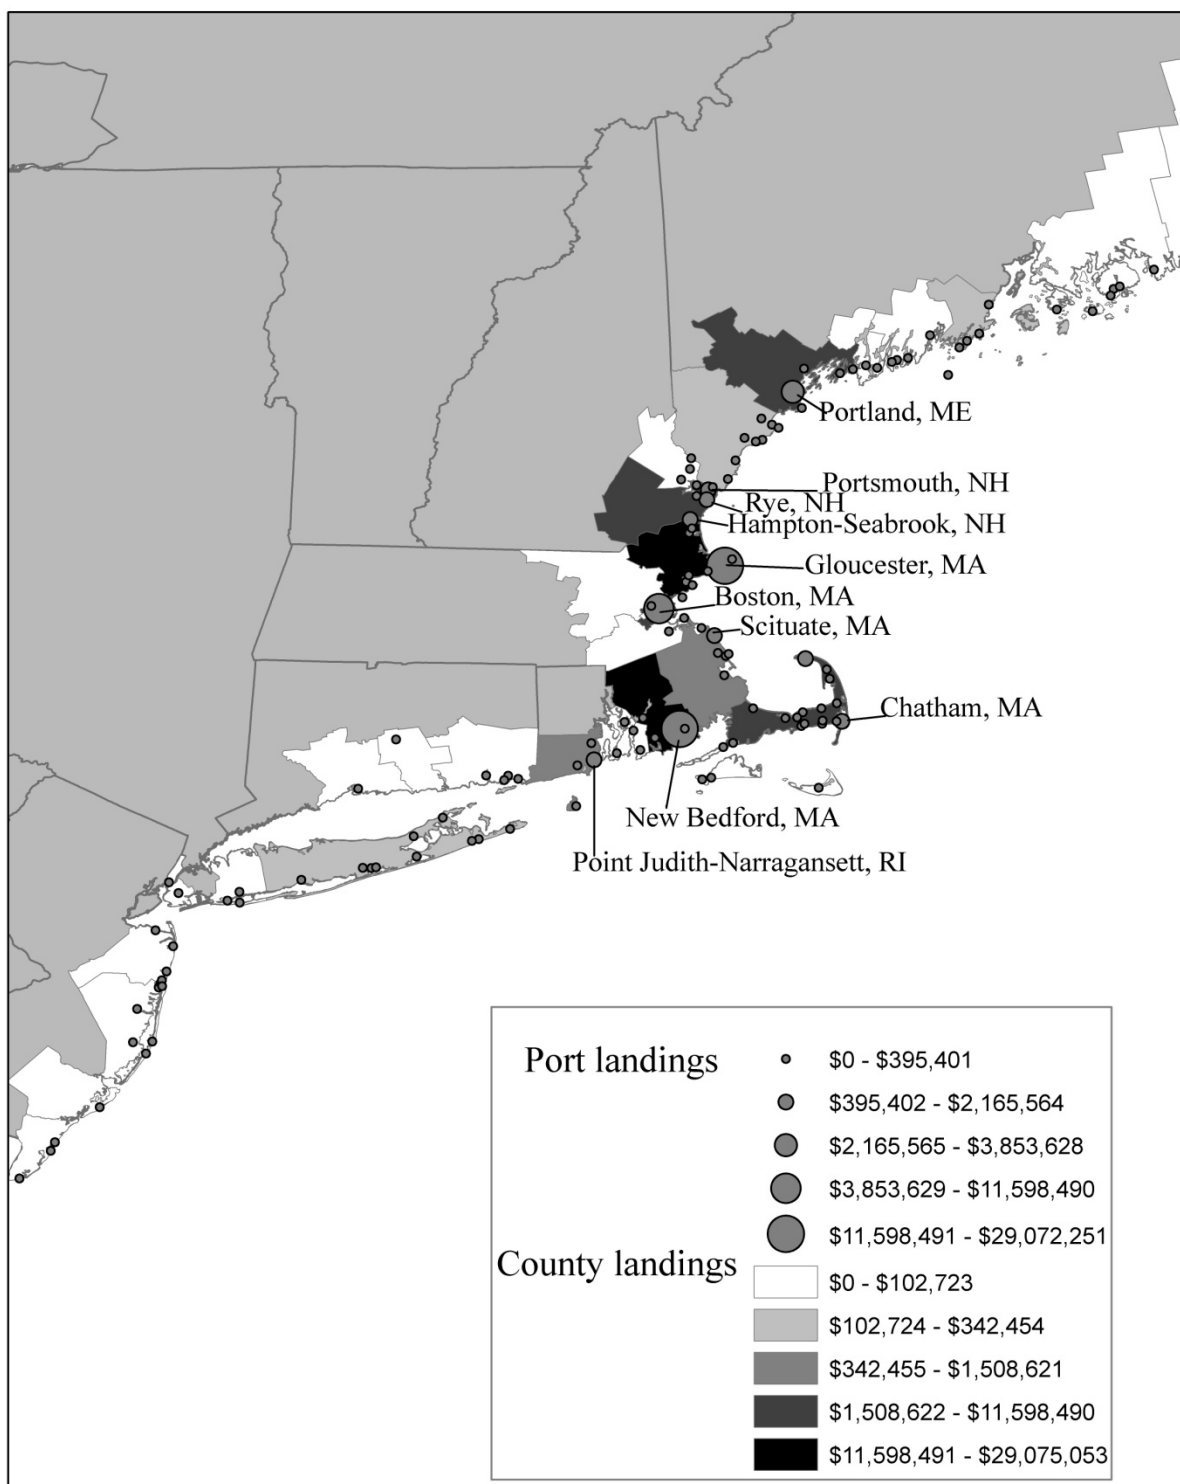 Portland, ME
Portsmouth, NH
Rye, NH
Hampton-Seabrook, NH
Gloucester, MA
Boston, MA
Scituate, MA
Chatham, MA
New Bedford, MA
Point Judith-Narragansett, RI
Port landings
$0 - $395,401
$395,402 - $2,165,564
$2,165,565 - $3,853,628
$3,853,629 - $11,598,490
$11,598,491 - $29,072,251
County landings
$0 - $102,723
$102,724 - $342,454
$342,455 - $1,508,621
$1,508,622 - $11,598,490
$11,598,491 - $29,075,053